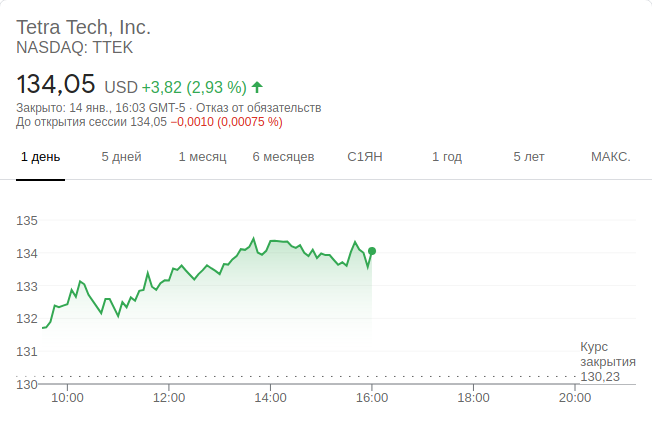 Tetra Tech, Inc.
NASDAQ: TTEK
134,05 USD +3,82 (2,93 %)
Закрыто: 14 янв., 16:03 GMT-5 · Отказ от обязательств
До открытия сессии 134,05 −0,0010 (0,00075 %)
1 день 5 дней 1 месяц 6 месяцев С1ЯН 1 год 5 лет МАКС.
135
134
133
132
131
130
Курс
закрытия
130,23
10:00 12:00 14:00 16:00 18:00 20:00